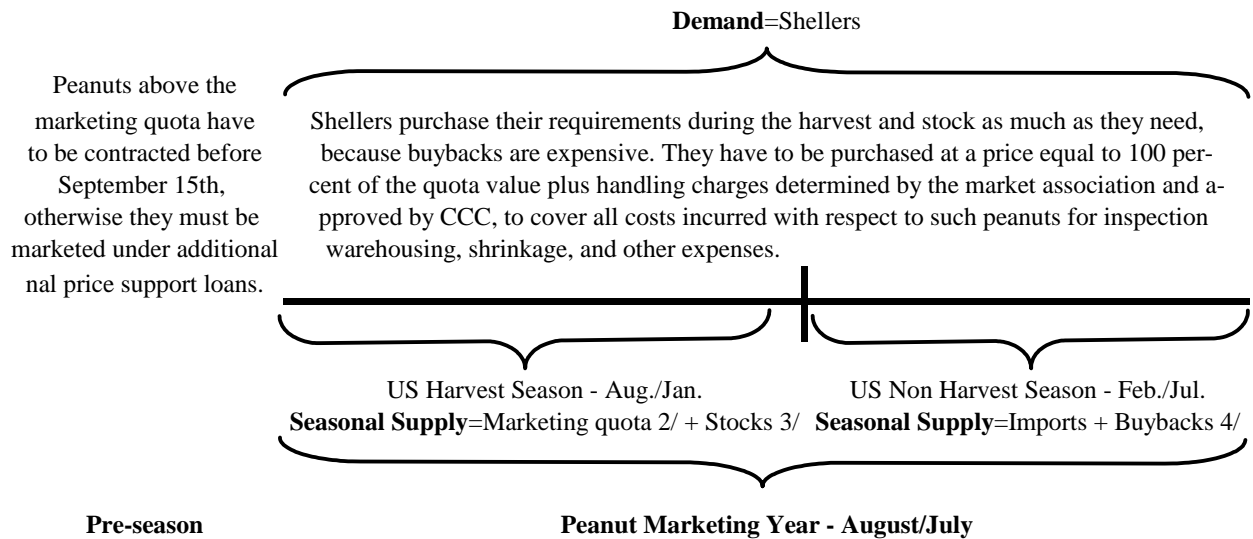 Demand=Shellers
Peanuts above the
marketing quota have
to be contracted before
September 15th,
otherwise they must be
marketed under additional
nal price support loans.
Shellers purchase their requirements during the harvest and stock as much as they need,
because buybacks are expensive. They have to be purchased at a price equal to 100 per-
cent of the quota value plus handling charges determined by the market association and a-
pproved by CCC, to cover all costs incurred with respect to such peanuts for inspection
warehousing, shrinkage, and other expenses.
US Harvest Season - Aug./Jan.
Seasonal Supply=Marketing quota 2/ + Stocks 3/
US Non Harvest Season - Feb./Jul.
Seasonal Supply=Imports + Buybacks 4/
Pre-season
Peanut Marketing Year - August/July